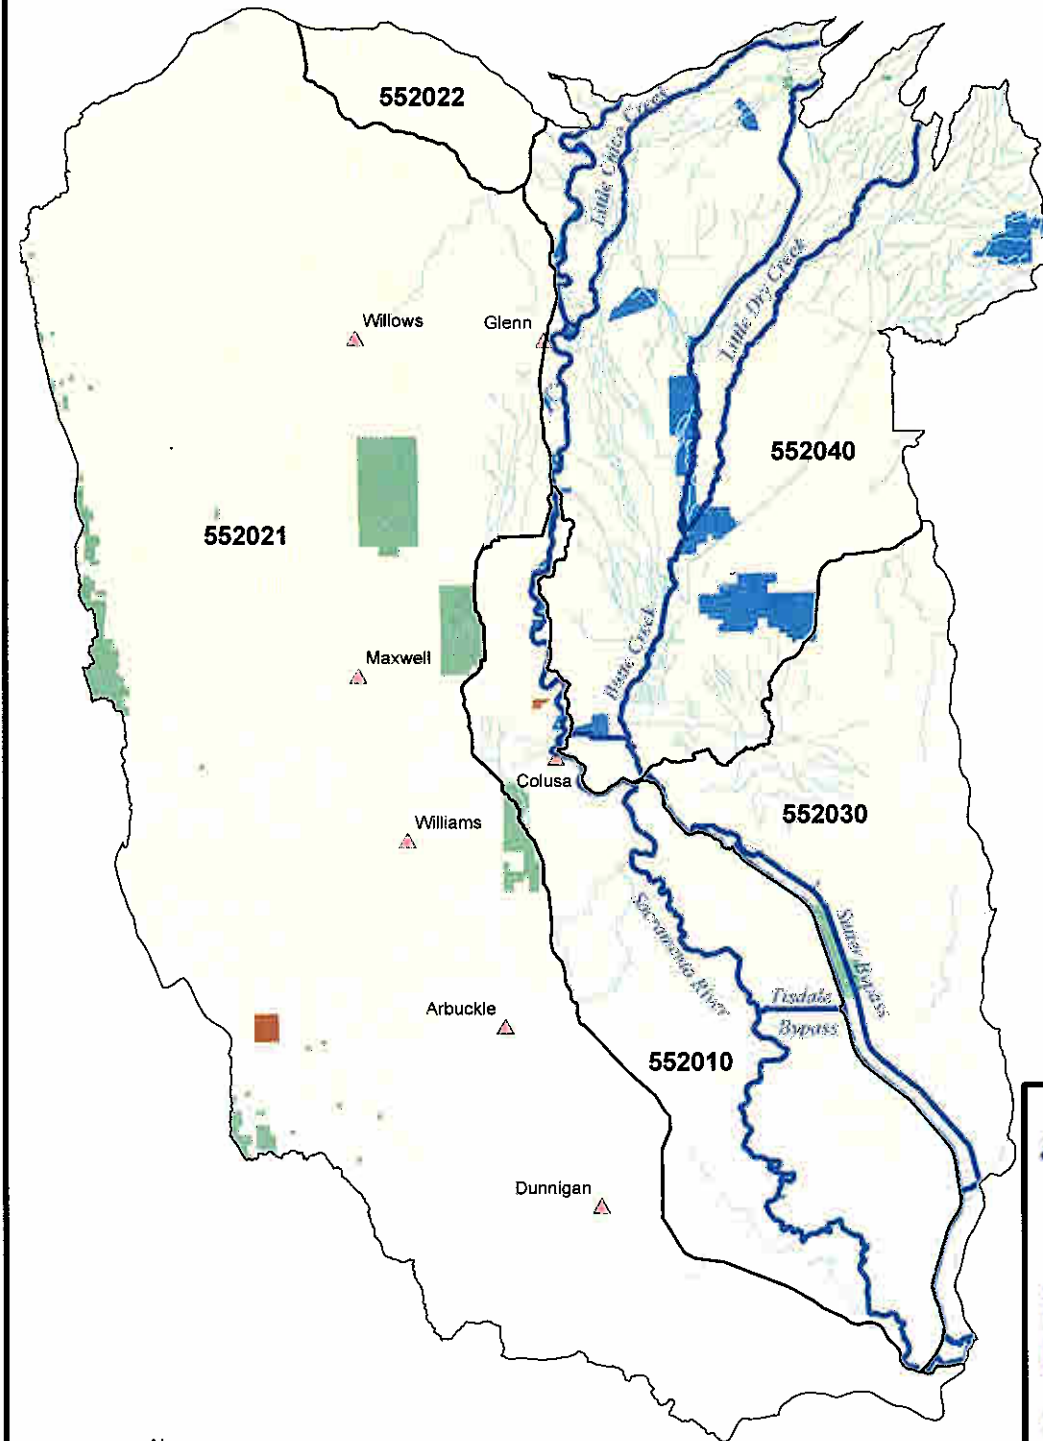 552022
Little Chico Creek
Willows
Glenn
Little Dry Creek
552040
552021
Butte Creek
Maxwell
Colusa
552030
Williams
Sacramento River
Sutter Bypass
Tisdale
Bypass
Arbuckle
552010
Dunnigan